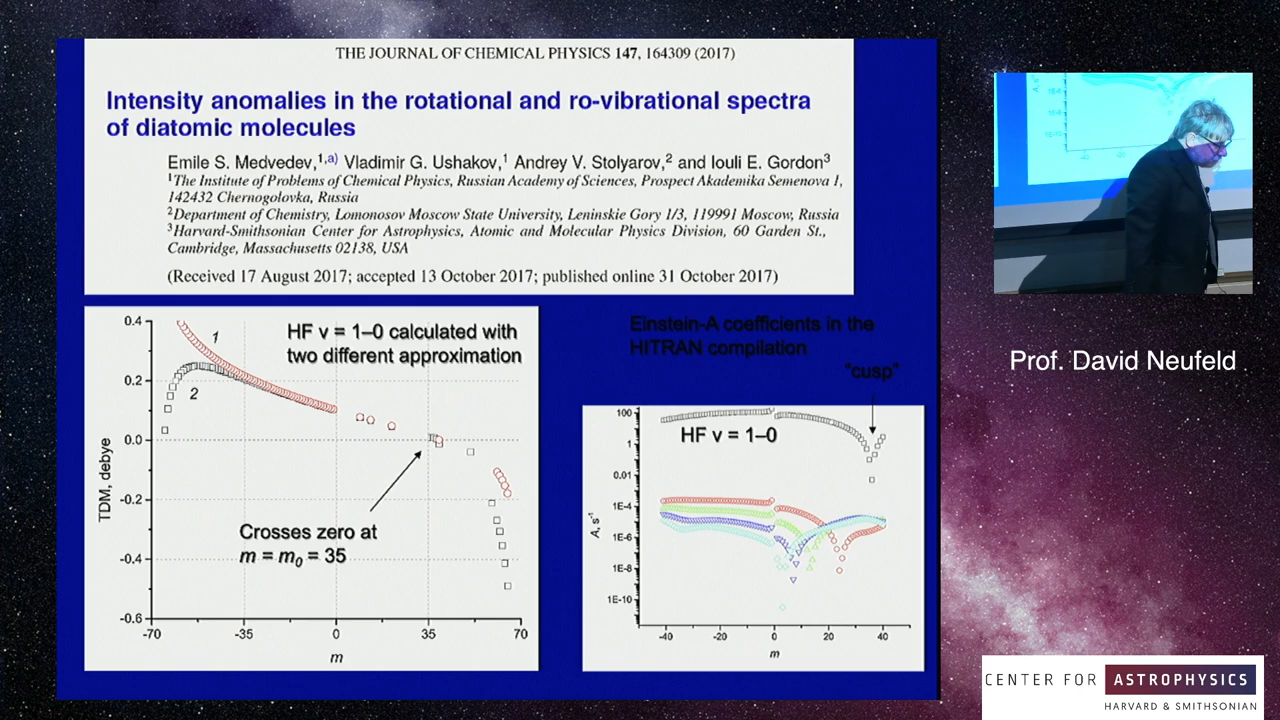 THE JOURNAL OF CHEMICAL PHYSICS 147, 164309 (2017)
Intensity anomalies in the rotational and ro-vibrational spectra
of diatomic molecules
Emile S. Medvedev,1,a) Vladimir G. Ushakov,1 Andrey V. Stolyarov,2 and Iouli E. Gordon3
1The Institute of Problems of Chemical Physics, Russian Academy of Sciences, Prospect Akademika Semenova 1,
142432 Chernogolovka, Russia
2Department of Chemistry, Lomonosov Moscow State University, Leninskie Gory 1/3, 119991 Moscow, Russia
3Harvard-Smithsonian Center for Astrophysics, Atomic and Molecular Physics Division, 60 Garden St.,
Cambridge, Massachusetts 02138, USA
(Received 17 August 2017; accepted 13 October 2017; published online 31 October 2017)
HF v = 1–0 calculated with
two different approximation
1
2
Crosses zero at
m = m0 = 35
TDM, debye
0.4
0.2
0.0
-0.2
-0.4
-0.6
-70 -35 0 35 70
m
Einstein-A coefficients in the
HITRAN compilation
"cusp"
HF v = 1–0
A, s-1
100
1
0.01
1E-4
1E-6
1E-8
1E-10
-40 -20 0 20 40
m
Prof. David Neufeld
CENTER FOR ASTROPHYSICS
HARVARD & SMITHSONIAN